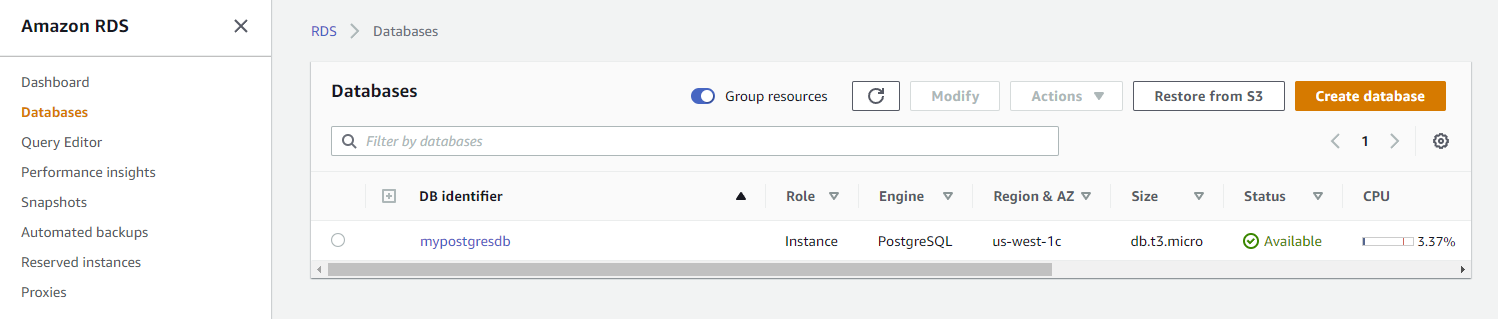 Amazon RDS
Dashboard
Databases
Query Editor
Performance insights
Snapshots
Automated backups
Reserved instances
Proxies
RDS Databases
Databases Group resources Modify Actions Restore from S3 Create database
Filter by databases 1
DB identifier Role Engine Region & AZ Size Status CPU
mypostgresdb Instance PostgreSQL us-west-1c db.t3.micro Available 3.37%